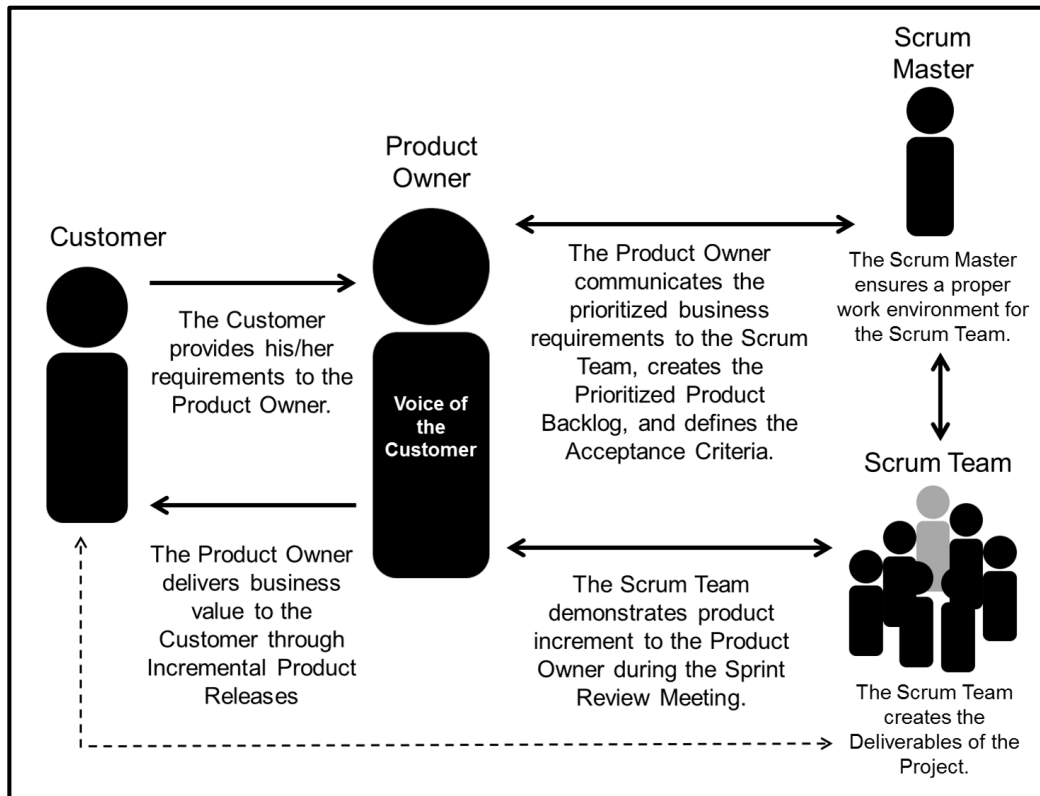 Scrum
Master
Product
Owner
Customer
The Customer
provides his/her
requirements to the
Product Owner.
Voice of
the
Customer
The Product Owner
communicates the
prioritized business
requirements to the Scrum
Team, creates the
Prioritized Product
Backlog, and defines the
Acceptance Criteria.
The Scrum Master
ensures a proper
work environment for
the Scrum Team.
Scrum Team
The Product Owner
delivers business
value to the
Customer through
Incremental Product
Releases
The Scrum Team
demonstrates product
increment to the Product
Owner during the Sprint
Review Meeting.
The Scrum Team
creates the
Deliverables of the
Project.